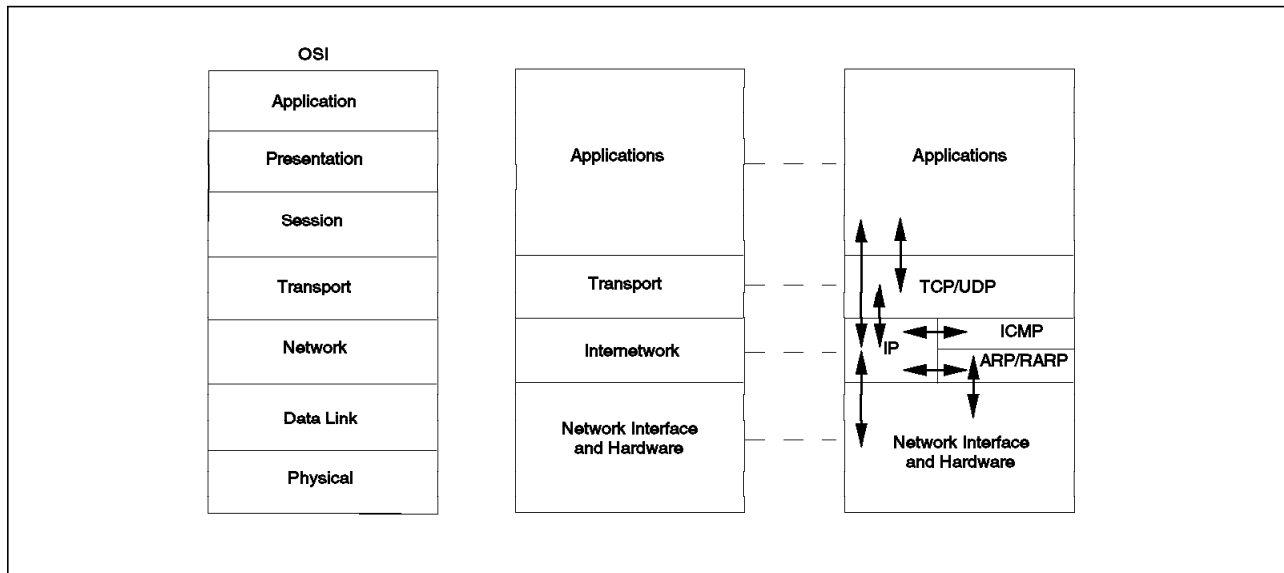 OSI
Application
Presentation
Session
Transport
Network
Data Link
Physical
Applications
Transport
Internetwork
Network Interface
and Hardware
Applications
TCP/UDP
IP
ICMP
ARP/RARP
Network Interface
and Hardware